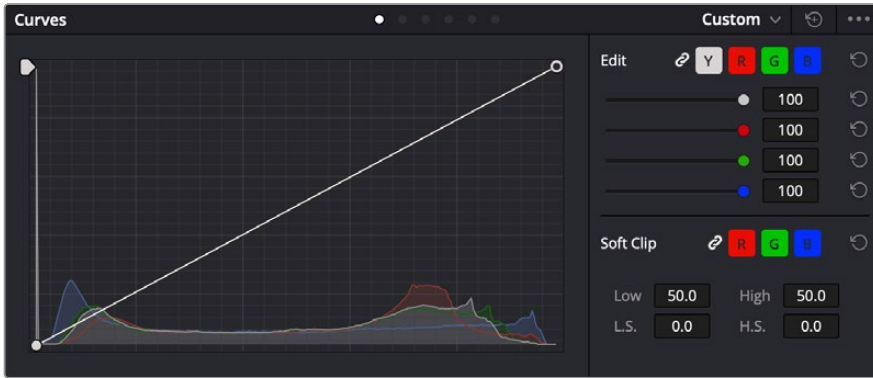 Curves Custom
Edit Y R G B
100
100
100
100
Soft Clip R G B
Low 50.0 High 50.0
L.S. 0.0 H.S. 0.0